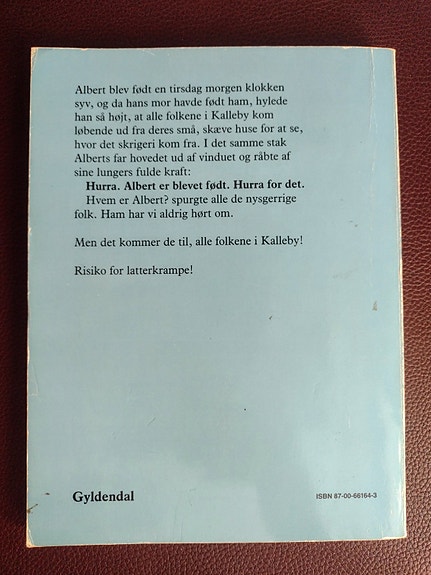 Albert blev født en tirsdag morgen klokken
syv, og da hans mor havde født ham, hylede
han så højt, at alle folkene i Kalleby kom
løbende ud fra deres små, skæve huse for at se,
hvor det skrigeri kom fra. I det samme stak
Alberts far hovedet ud af vinduet og råbte af
sine lungers fulde kraft:
Hurra. Albert er blevet født. Hurra for det.
Hvem er Albert? spurgte alle de nysgerrige
folk. Ham har vi aldrig hørt om.
Men det kommer de til, alle folkene i Kalleby!
Risiko for latterkrampe!
Gyldendal
ISBN 87-00-66164-3